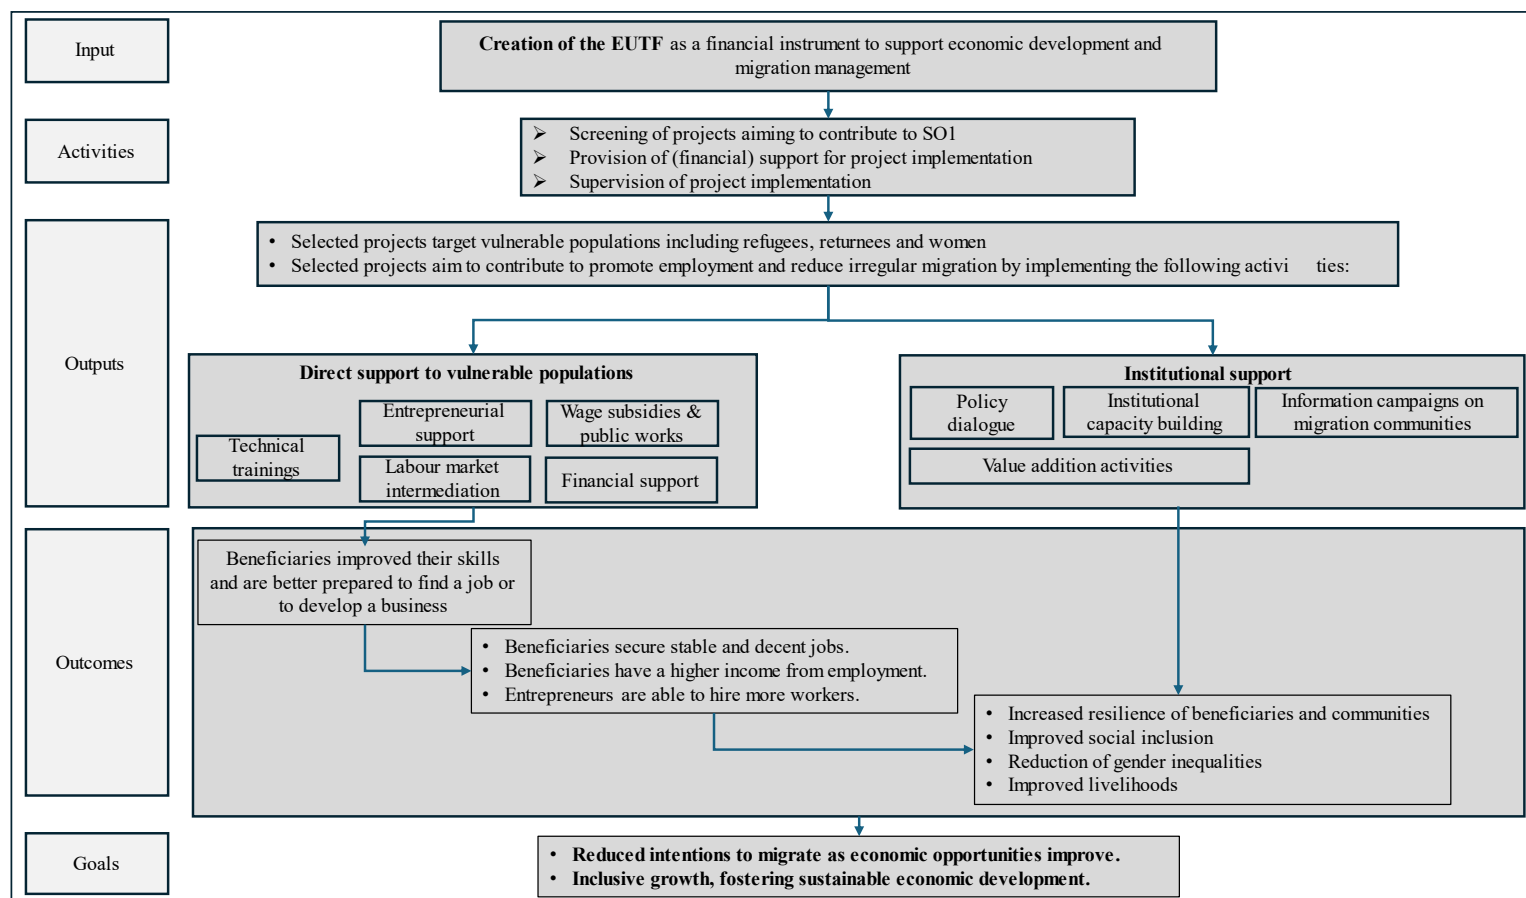 Input
Creation of the EUTF as a financial instrument to support economic development and
migration management
Activities
➢ Screening of projects aiming to contribute to SO1
➢ Provision of (financial) support for project implementation
➢ Supervision of project implementation
Outputs
• Selected projects target vulnerable populations including refugees, returnees and women
• Selected projects aim to contribute to promote employment and reduce irregular migration by implementing the following activi ties:
Direct support to vulnerable populations
Technical
trainings
Entrepreneurial
support
Wage subsidies &
public works
Labour market
intermediation
Financial support
Institutional support
Policy
dialogue
Institutional
capacity building
Information campaigns on
migration communities
Value addition activities
Outcomes
Beneficiaries improved their skills
and are better prepared to find a job or
to develop a business
• Beneficiaries secure stable and decent jobs.
• Beneficiaries have a higher income from employment.
• Entrepreneurs are able to hire more workers.
• Increased resilience of beneficiaries and communities
• Improved social inclusion
• Reduction of gender inequalities
• Improved livelihoods
Goals
• Reduced intentions to migrate as economic opportunities improve.
• Inclusive growth, fostering sustainable economic development.